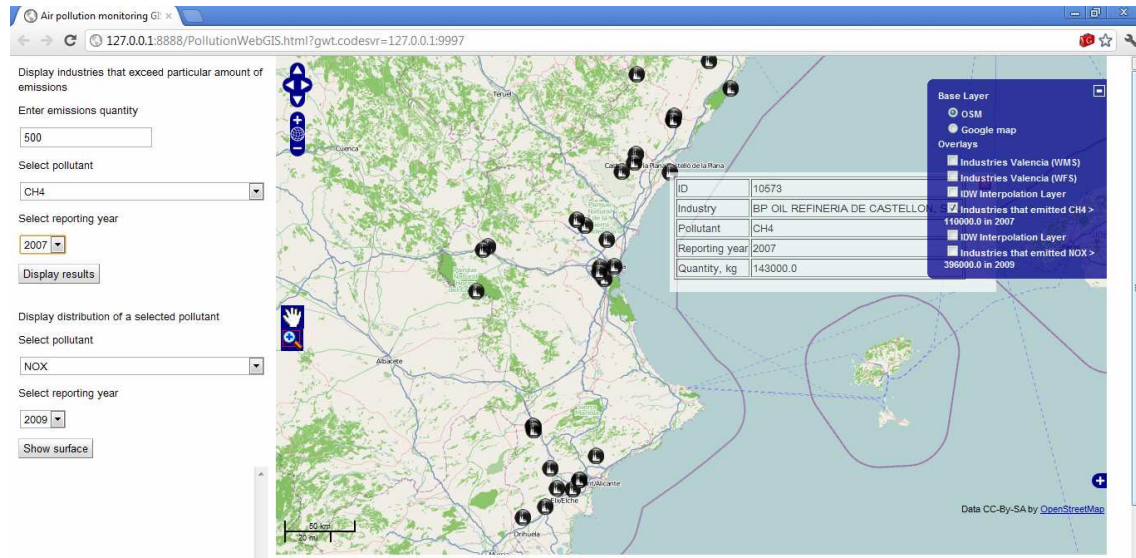 Air pollution monitoring GI
127.0.0.1:8888/PollutionWebGIS.html?gwt.codesvr=127.0.0.1:9997
Display industries that exceed particular amount of
emissions
Enter emissions quantity
500
Select pollutant
CH4
Select reporting year
2007
Display results
Display distribution of a selected pollutant
Select pollutant
NOX
Select reporting year
2009
Show surface
Teruel
Cuenca
Castelló de la Plana
Albacete
Elx/Elche
nt/Alicante
Orihuela
Murcia
50 km
20 mi
ID 10573
Industry BP OIL REFINERIA DE CASTELLON, S
Pollutant CH4
Reporting year 2007
Quantity, kg 143000.0
Base Layer
OSM
Google map
Overlays
Industries Valencia (WMS)
Industries Valencia (WFS)
IDW Interpolation Layer
Industries that emitted CH4 >
110000.0 in 2007
IDW Interpolation Layer
Industries that emitted NOX >
396000.0 in 2009
Data CC-By-SA by OpenStreetMap